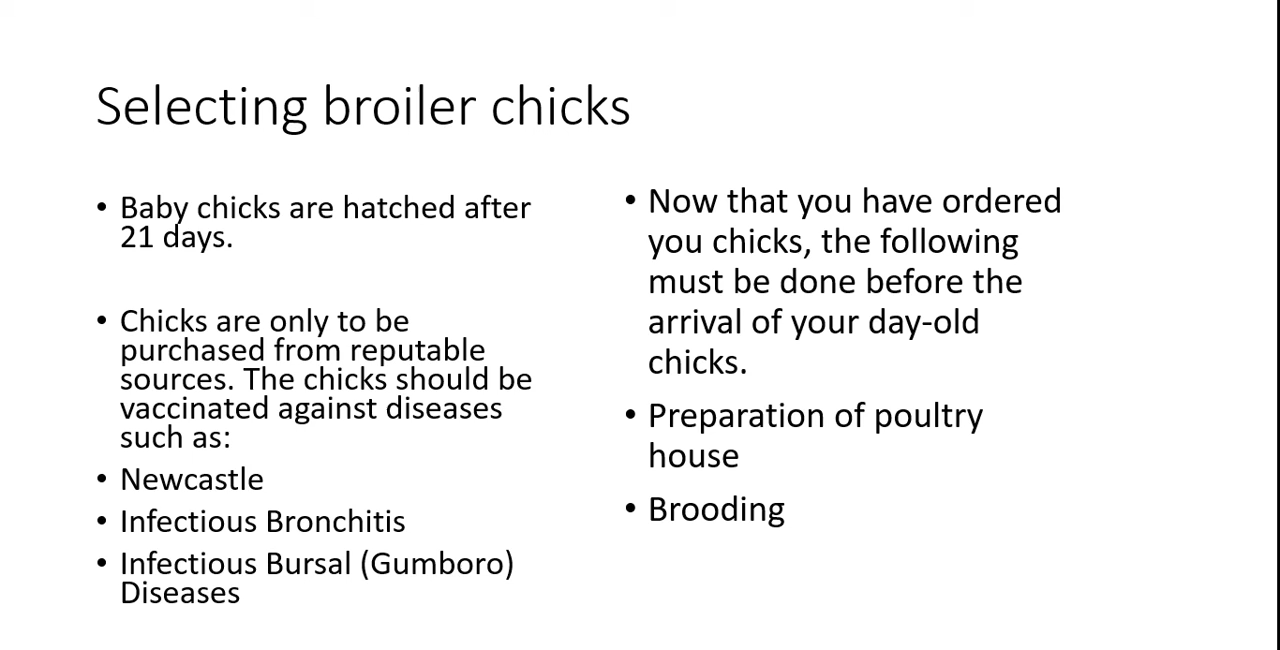 Selecting broiler chicks
• Baby chicks are hatched after
21 days.
• Chicks are only to be
purchased from reputable
sources. The chicks should be
vaccinated against diseases
such as:
• Newcastle
• Infectious Bronchitis
• Infectious Bursal (Gumboro)
Diseases
• Now that you have ordered
you chicks, the following
must be done before the
arrival of your day-old
chicks.
• Preparation of poultry
house
• Brooding